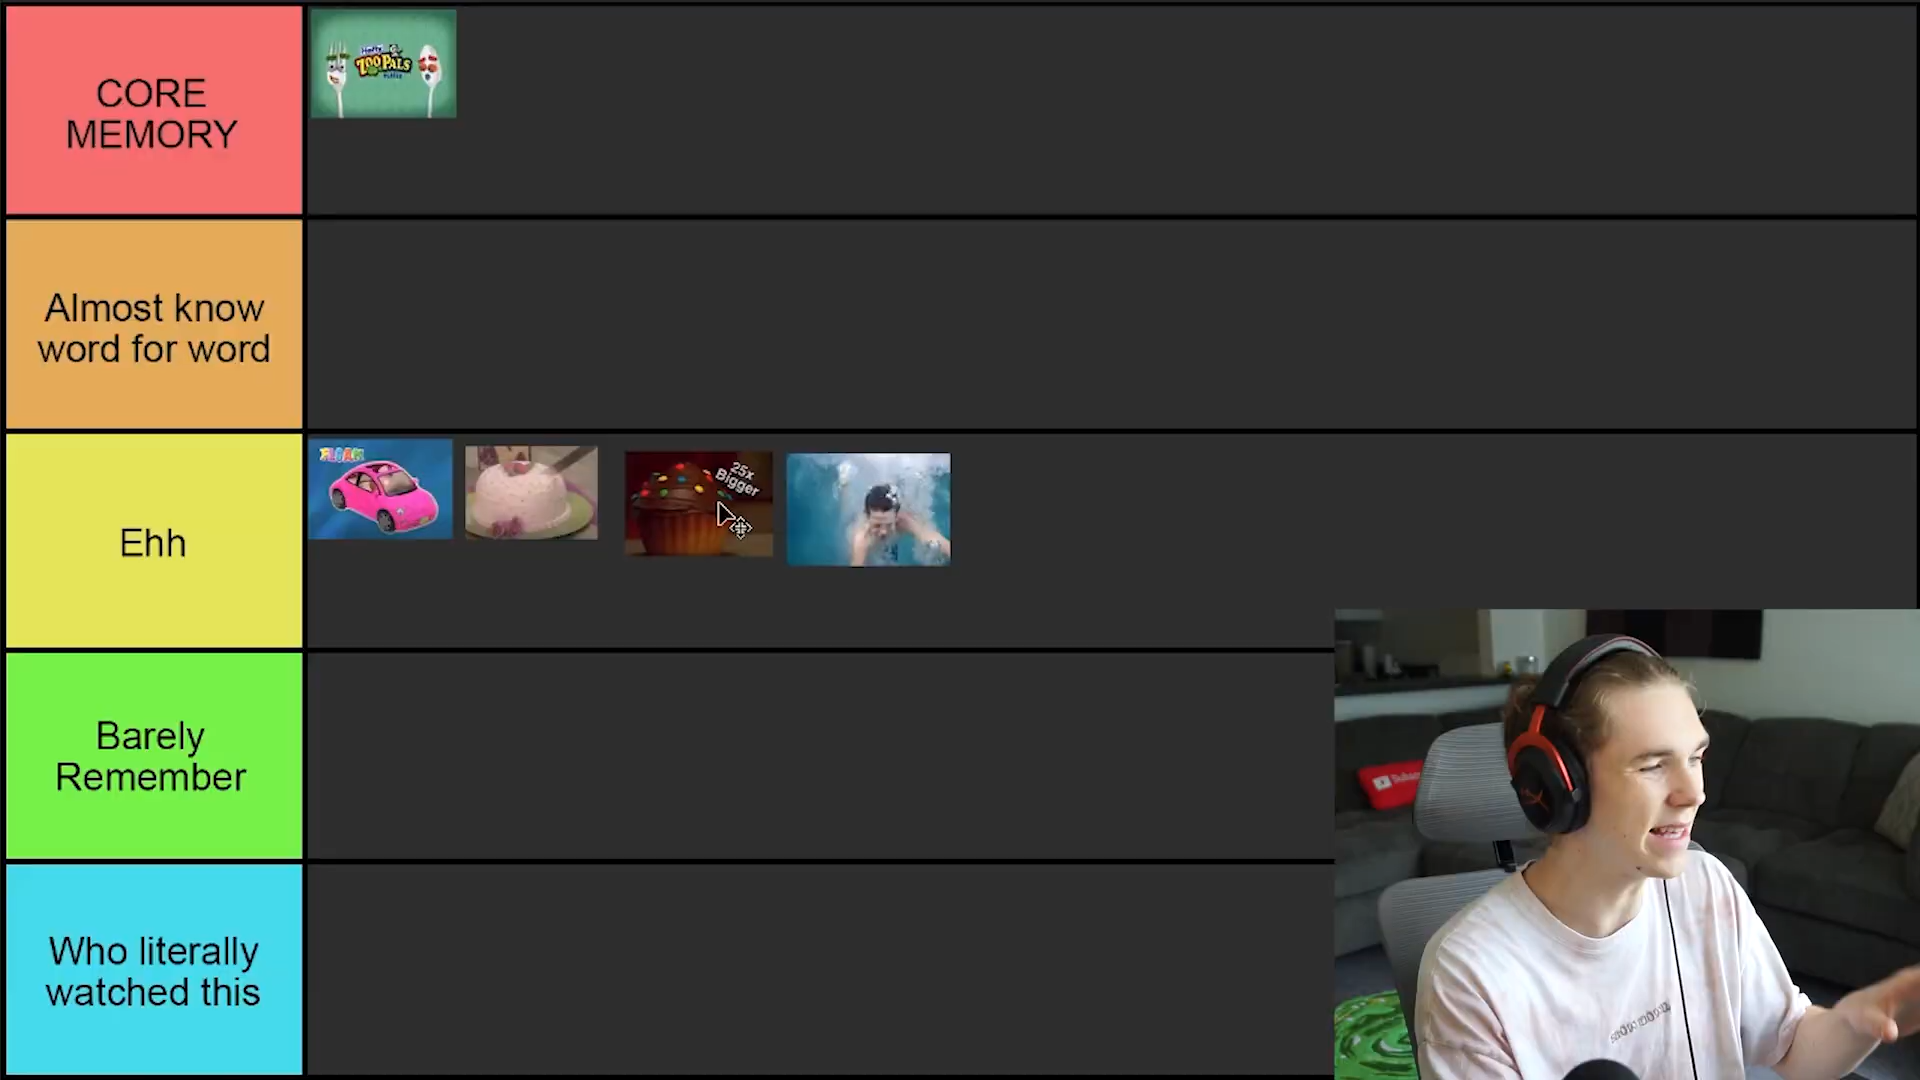 CORE
MEMORY
Hefty
ZOO PALS
Almost know
word for word
FLOAM
25x
Bigger
Ehh
Barely
Remember
Who literally
watched this